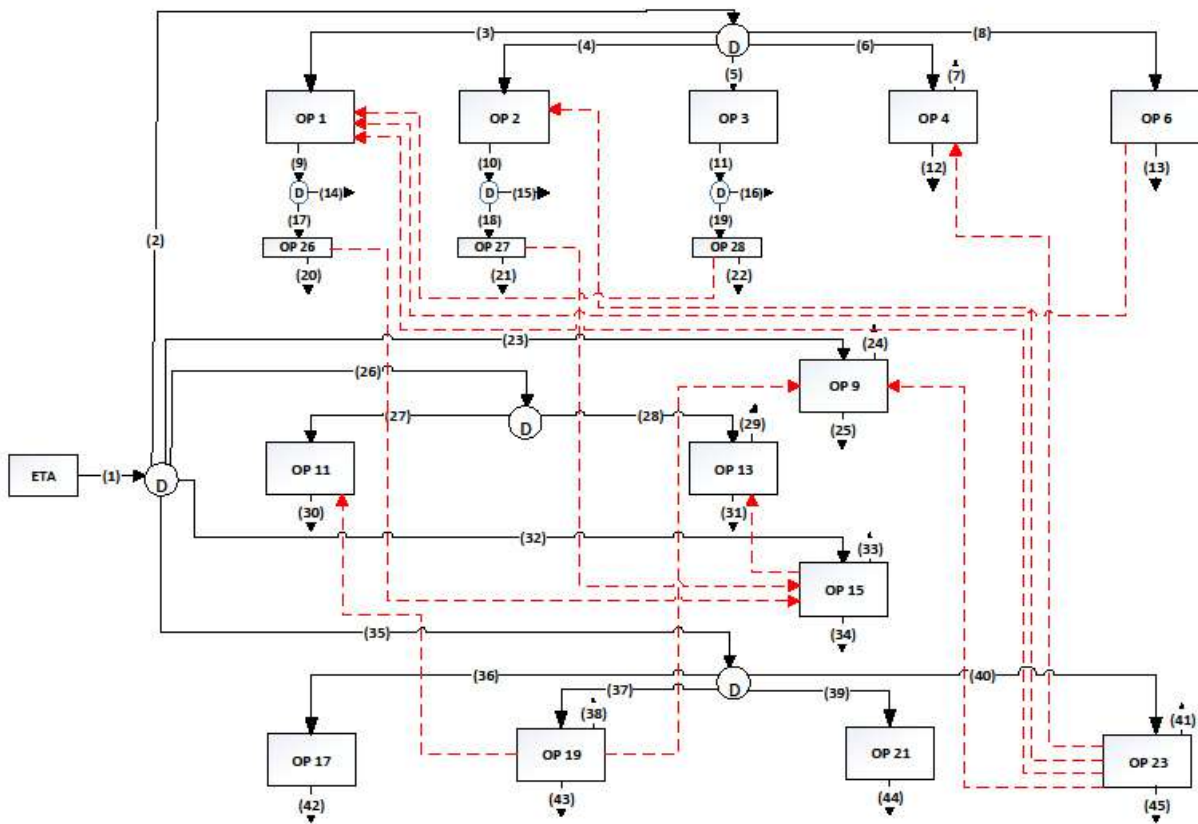 (3)
(4)
D
(6)
(8)
(5)
(7)
OP 1
OP 2
OP 3
OP 4
OP 6
(9)
(10)
(11)
(12)
(13)
D
(14)
D
(15)
D
(16)
(17)
(18)
(19)
(2)
OP 26
OP 27
OP 28
(20)
(21)
(22)
(23)
(24)
(26)
OP 9
(27)
D
(28)
(29)
(25)
OP 11
OP 13
ETA
(1)
D
(30)
(31)
(32)
(33)
OP 15
(35)
(34)
(36)
(37)
D
(39)
(40)
(38)
(41)
OP 17
OP 19
OP 21
OP 23
(42)
(43)
(44)
(45)